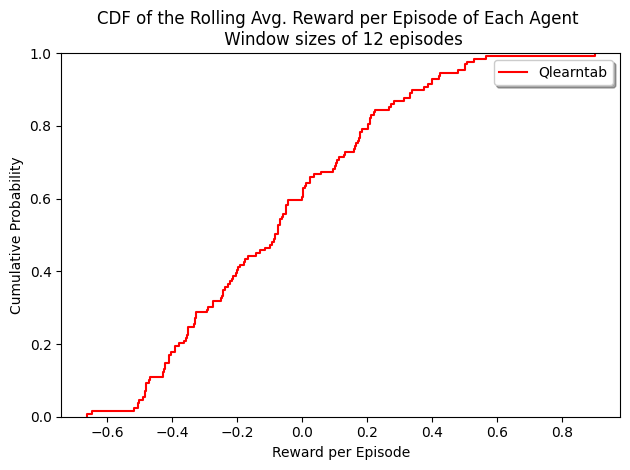 CDF of the Rolling Avg. Reward per Episode of Each Agent
Window sizes of 12 episodes
Qlearntab
Cumulative Probability
1.0
0.8
0.6
0.4
0.2
0.0
−0.6 −0.4 −0.2 0.0 0.2 0.4 0.6 0.8
Reward per Episode